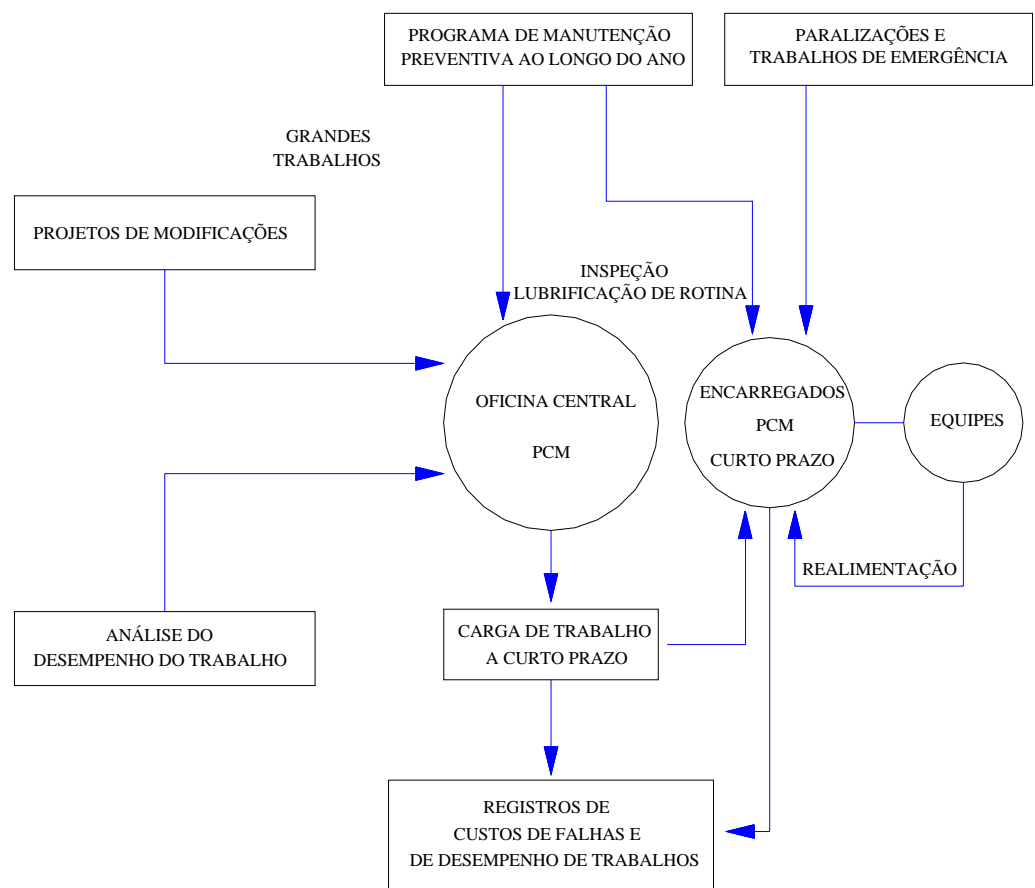 PROGRAMA DE MANUTENÇÃO
PREVENTIVA AO LONGO DO ANO
PARALIZAÇÕES E
TRABALHOS DE EMERGÊNCIA
GRANDES
TRABALHOS
PROJETOS DE MODIFICAÇÕES
INSPEÇÃO
LUBRIFICAÇÃO DE ROTINA
OFICINA CENTRAL
PCM
ENCARREGADOS
PCM
CURTO PRAZO
EQUIPES
REALIMENTAÇÃO
ANÁLISE DO
DESEMPENHO DO TRABALHO
CARGA DE TRABALHO
A CURTO PRAZO
REGISTROS DE
CUSTOS DE FALHAS E
DE DESEMPENHO DE TRABALHOS